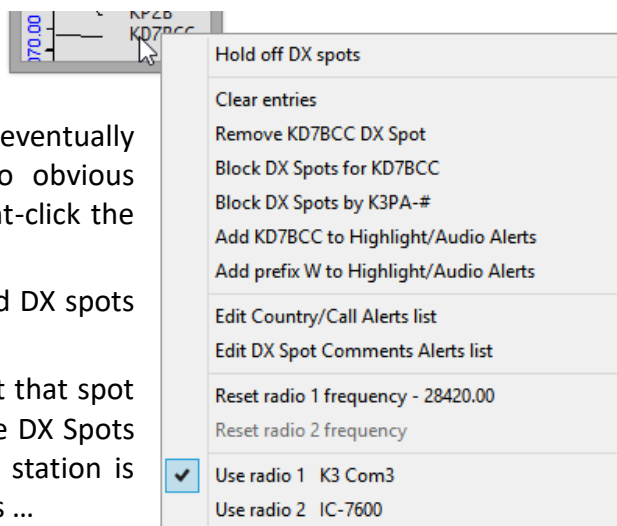 KP2B
KD7BCC
070.00
Hold off DX spots
Clear entries
Remove KD7BCC DX Spot
Block DX Spots for KD7BCC
Block DX Spots by K3PA-#
Add KD7BCC to Highlight/Audio Alerts
Add prefix W to Highlight/Audio Alerts
Edit Country/Call Alerts list
Edit DX Spot Comments Alerts list
Reset radio 1 frequency - 28420.00
Reset radio 2 frequency
Use radio 1 K3 Com3
Use radio 2 IC-7600
eventually
o obvious
t-click the
d DX spots
t that spot
e DX Spots
station is
s ...